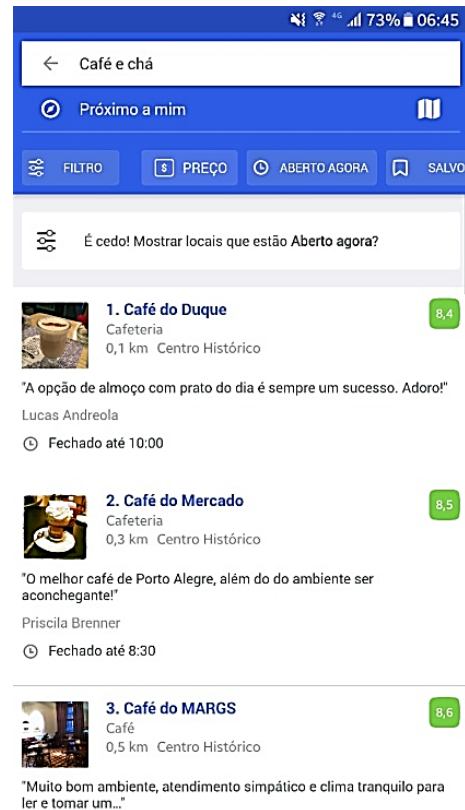 4G 73% 06:45
Café e chá
Próximo a mim
FILTRO $ PREÇO ABERTO AGORA SALVO
É cedo! Mostrar locais que estão Aberto agora?
1. Café do Duque 8,4
Cafeteria
0,1 km Centro Histórico
"A opção de almoço com prato do dia é sempre um sucesso. Adoro!"
Lucas Andreola
Fechado até 10:00
2. Café do Mercado 8,5
Cafeteria
0,3 km Centro Histórico
"O melhor café de Porto Alegre, além do do ambiente ser
aconchegante!"
Priscila Brenner
Fechado até 8:30
3. Café do MARGS 8,6
Café
0,5 km Centro Histórico
"Muito bom ambiente, atendimento simpático e clima tranquilo para
ler e tomar um…"